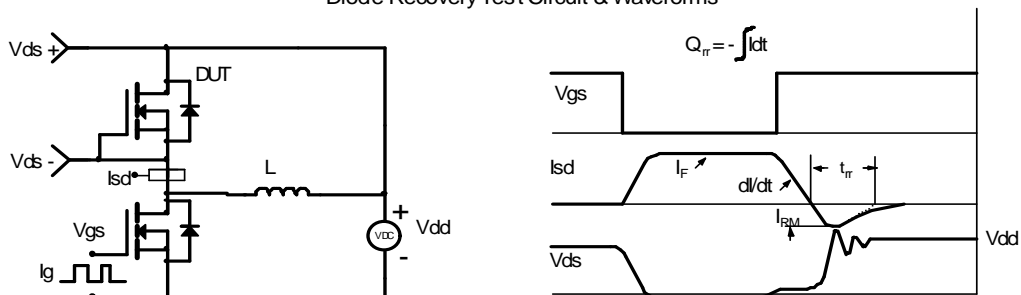 Diode Recovery Test Circuit & Waveforms
Vds +
DUT
Vds -
Isd
L
Vgs
Ig
VDC
+
Vdd
-
Qrr = - ∫Idt
Vgs
Isd
IF
dI/dt
trr
IRM
Vdd
Vds